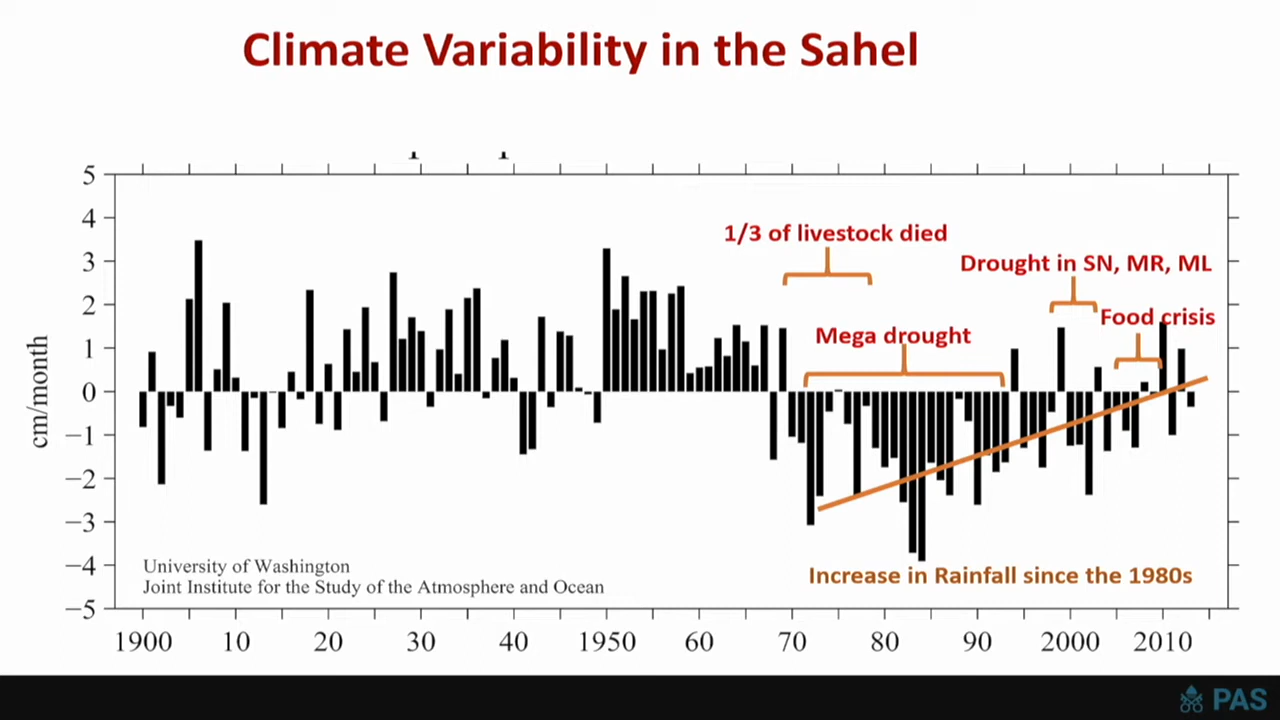 Climate Variability in the Sahel
5
4
3
2
1
0
−1
−2
−3
−4
−5
cm/month
1/3 of livestock died
Drought in SN, MR, ML
Food crisis
Mega drought
University of Washington
Joint Institute for the Study of the Atmosphere and Ocean
Increase in Rainfall since the 1980s
1900 10 20 30 40 1950 60 70 80 90 2000 2010
PAS